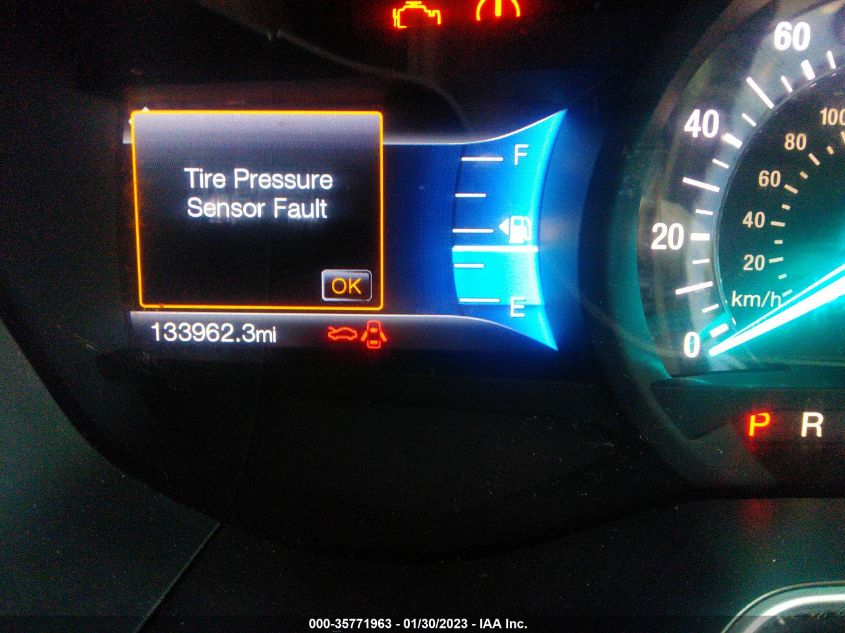 Tire Pressure
Sensor Fault
OK
133962.3mi
F
E
60
40
20
0
100
80
60
40
20
km/h
P R
000-35771963 - 01/30/2023 - IAA Inc.